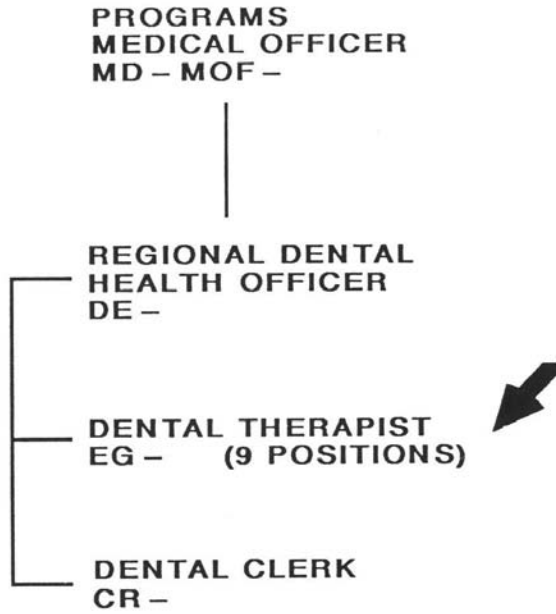 PROGRAMS
MEDICAL OFFICER
MD – MOF –
REGIONAL DENTAL
HEALTH OFFICER
DE –
DENTAL THERAPIST
EG – (9 POSITIONS)
DENTAL CLERK
CR –